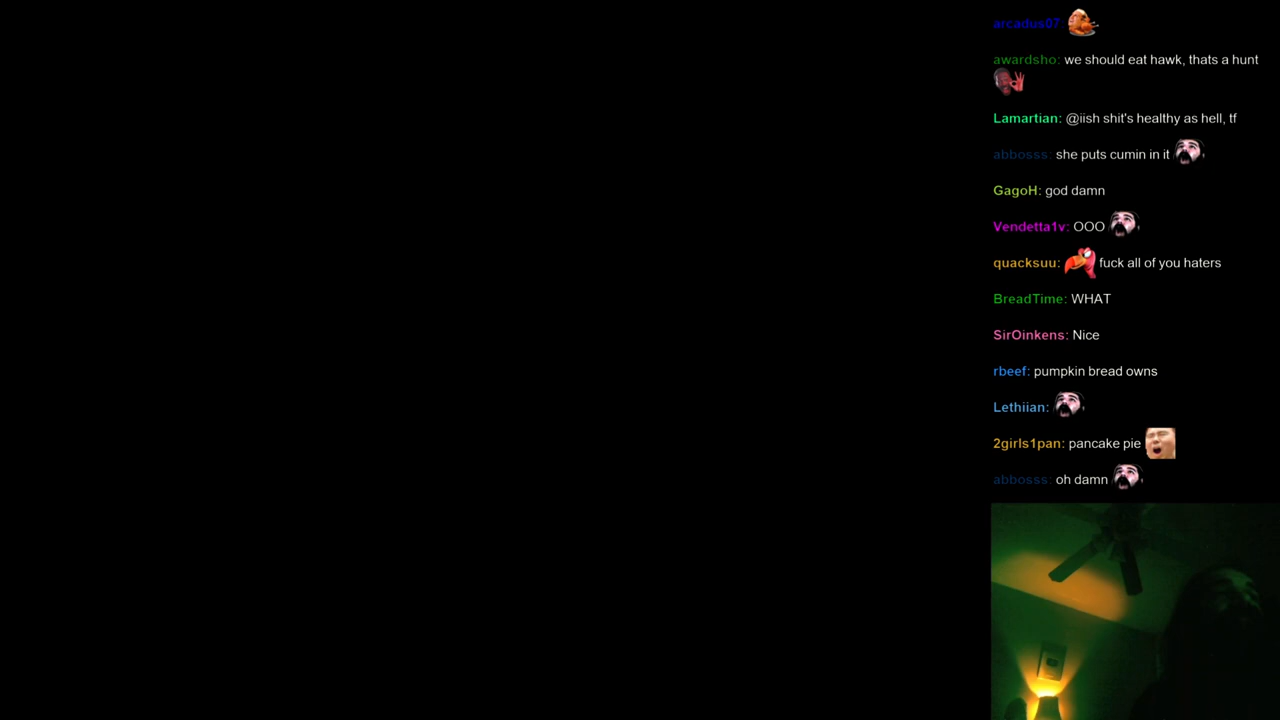 arcadus07:
awardsho: we should eat hawk, thats a hunt
Lamartian: @iish shit's healthy as hell, tf
abbosss: she puts cumin in it
GagoH: god damn
Vendetta1v: OOO
quacksuu: fuck all of you haters
BreadTime: WHAT
SirOinkens: Nice
rbeef: pumpkin bread owns
Lethiian:
2girls1pan: pancake pie
abbosss: oh damn